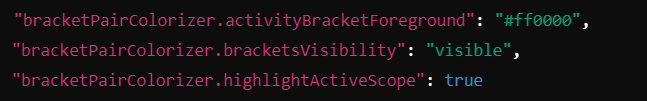 "bracketPairColorizer.activityBracketForeground": "#ff0000",
"bracketPairColorizer.bracketsVisibility": "visible",
"bracketPairColorizer.highlightActiveScope": true